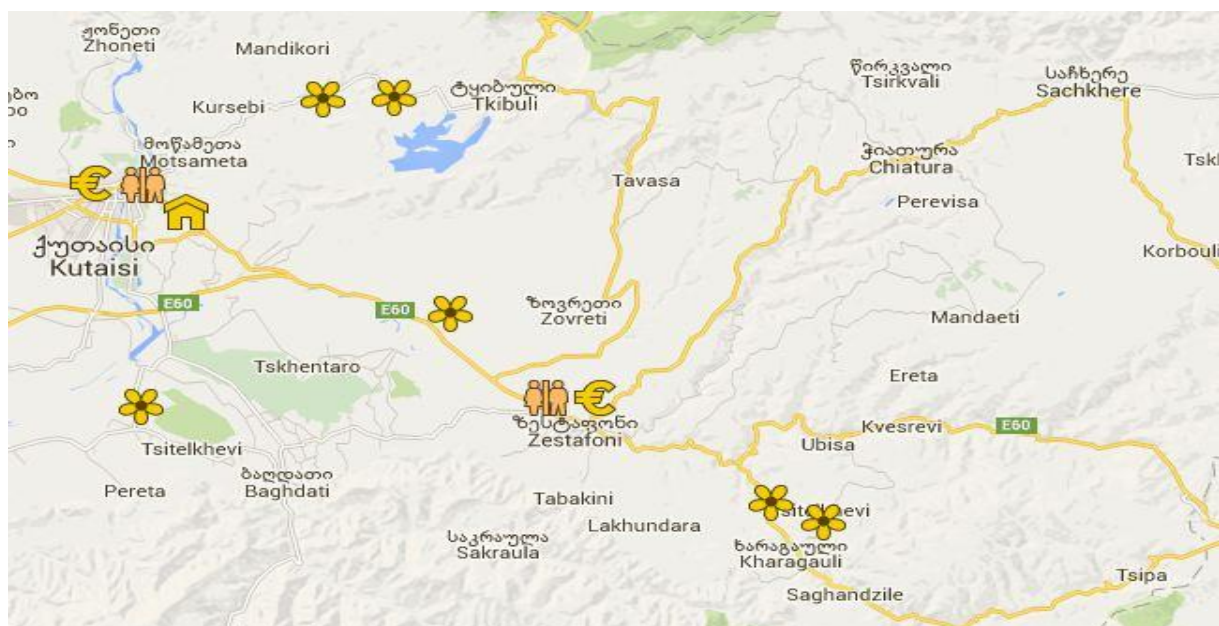 ჟონეთი
Zhoneti
Mandikori
ტყიბული
Tkibuli
წირკვალი
Tsirkvali
საჩხერე
Sachkhere
Kursebi
მოწამეთა
Motsameta
ჭიათურა
Chiatura
Tavasa
Perevisa
ქუთაისი
Kutaisi
Korbouli
E60
E60
ზოვრეთი
Zovreti
Mandaeti
Tskhentaro
Ereta
ზესტაფონი
Zestafoni
Kvesrevi
E60
Ubisa
Tsitelkhevi
ბაღდათი
Baghdati
Pereta
Tabakini
Lakhundara
საკრაულა
Sakraula
ხარაგაული
Kharagauli
Saghandzile
Tsipa